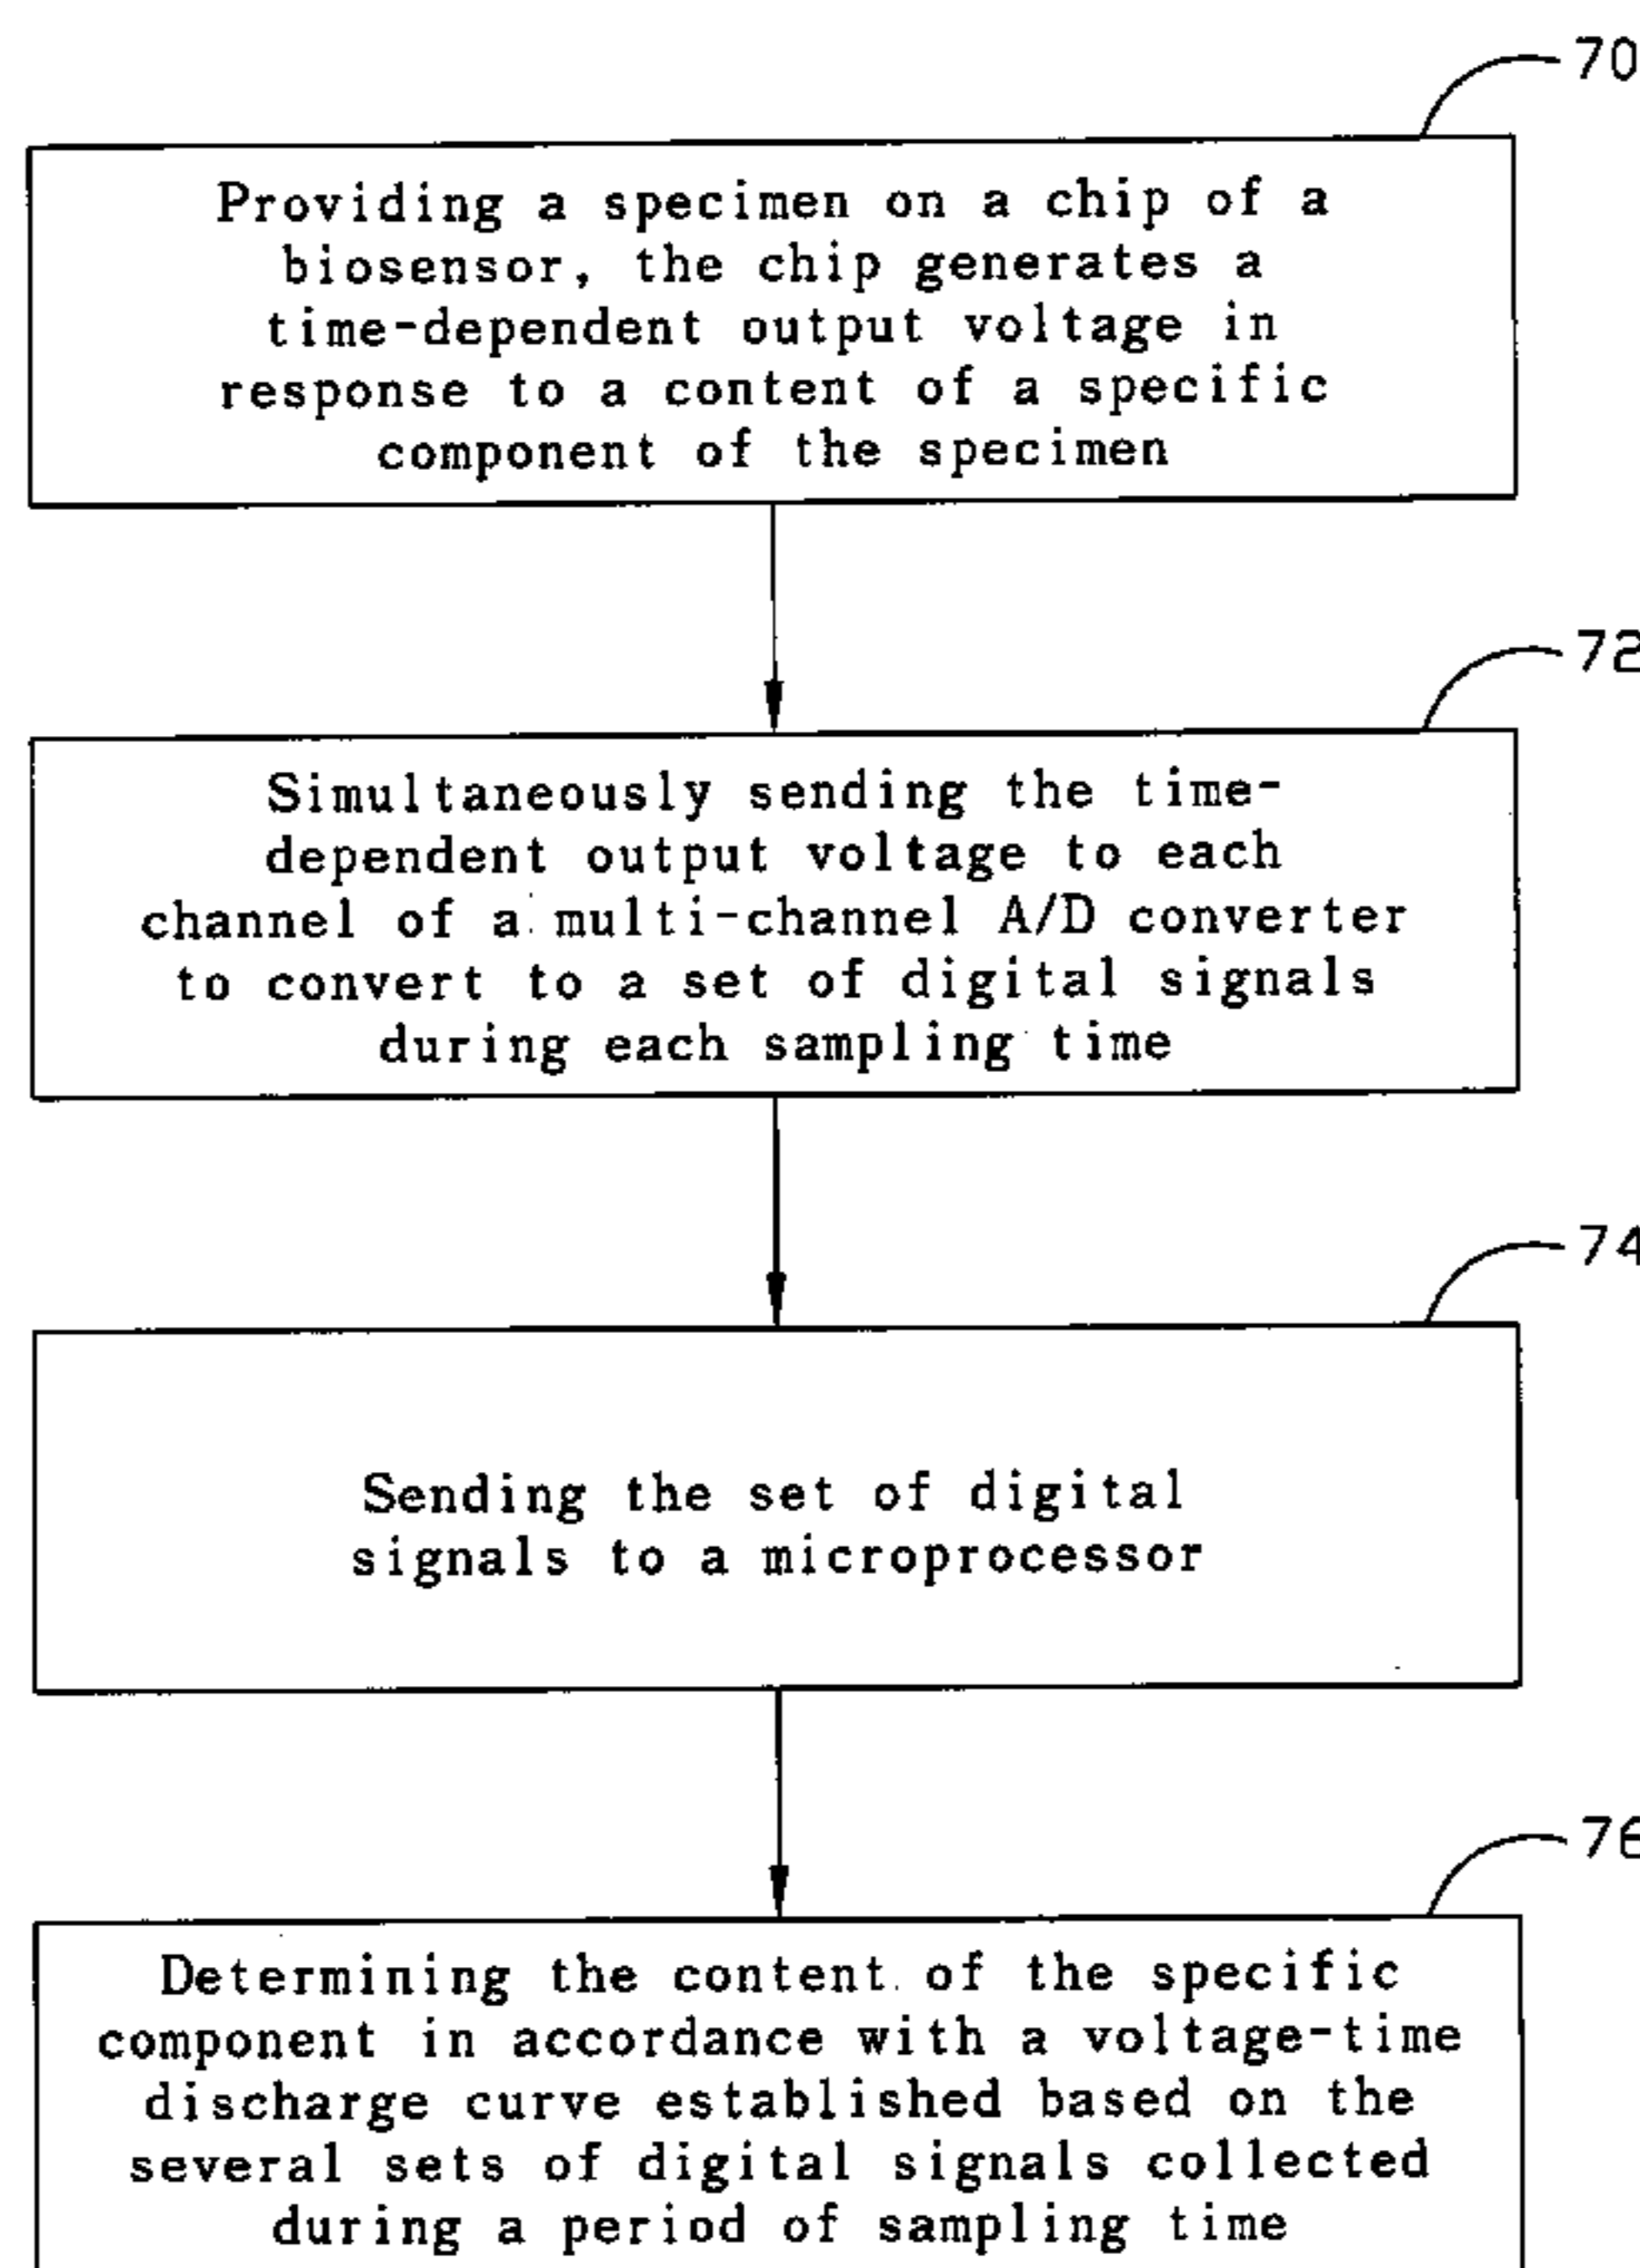 70
Providing a specimen on a chip of a
biosensor, the chip generates a
time-dependent output voltage in
response to a content of a specific
component of the specimen
72
Simultaneously sending the time-
dependent output voltage to each
channel of a multi-channel A/D converter
to convert to a set of digital signals
during each sampling time
74
Sending the set of digital
signals to a microprocessor
76
Determining the content of the specific
component in accordance with a voltage-time
discharge curve established based on the
several sets of digital signals collected
during a period of sampling time